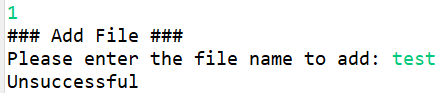 1
### Add File ###
Please enter the file name to add: test
Unsuccessful